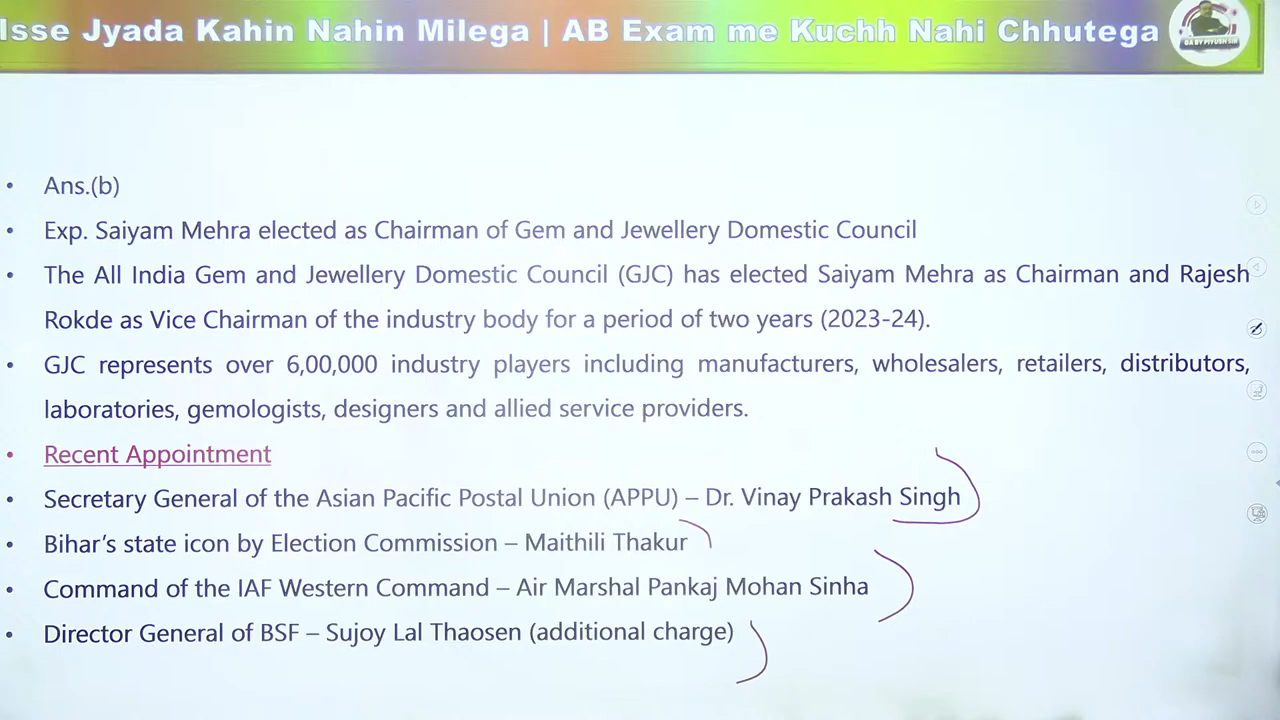 Isse Jyada Kahin Nahin Milega | AB Exam me Kuchh Nahi Chhutega
GA BY PIYUSH SIR
• Ans.(b)
• Exp. Saiyam Mehra elected as Chairman of Gem and Jewellery Domestic Council
• The All India Gem and Jewellery Domestic Council (GJC) has elected Saiyam Mehra as Chairman and Rajesh
Rokde as Vice Chairman of the industry body for a period of two years (2023-24).
• GJC represents over 6,00,000 industry players including manufacturers, wholesalers, retailers, distributors,
laboratories, gemologists, designers and allied service providers.
• Recent Appointment
• Secretary General of the Asian Pacific Postal Union (APPU) – Dr. Vinay Prakash Singh
• Bihar’s state icon by Election Commission – Maithili Thakur
• Command of the IAF Western Command – Air Marshal Pankaj Mohan Sinha
• Director General of BSF – Sujoy Lal Thaosen (additional charge)